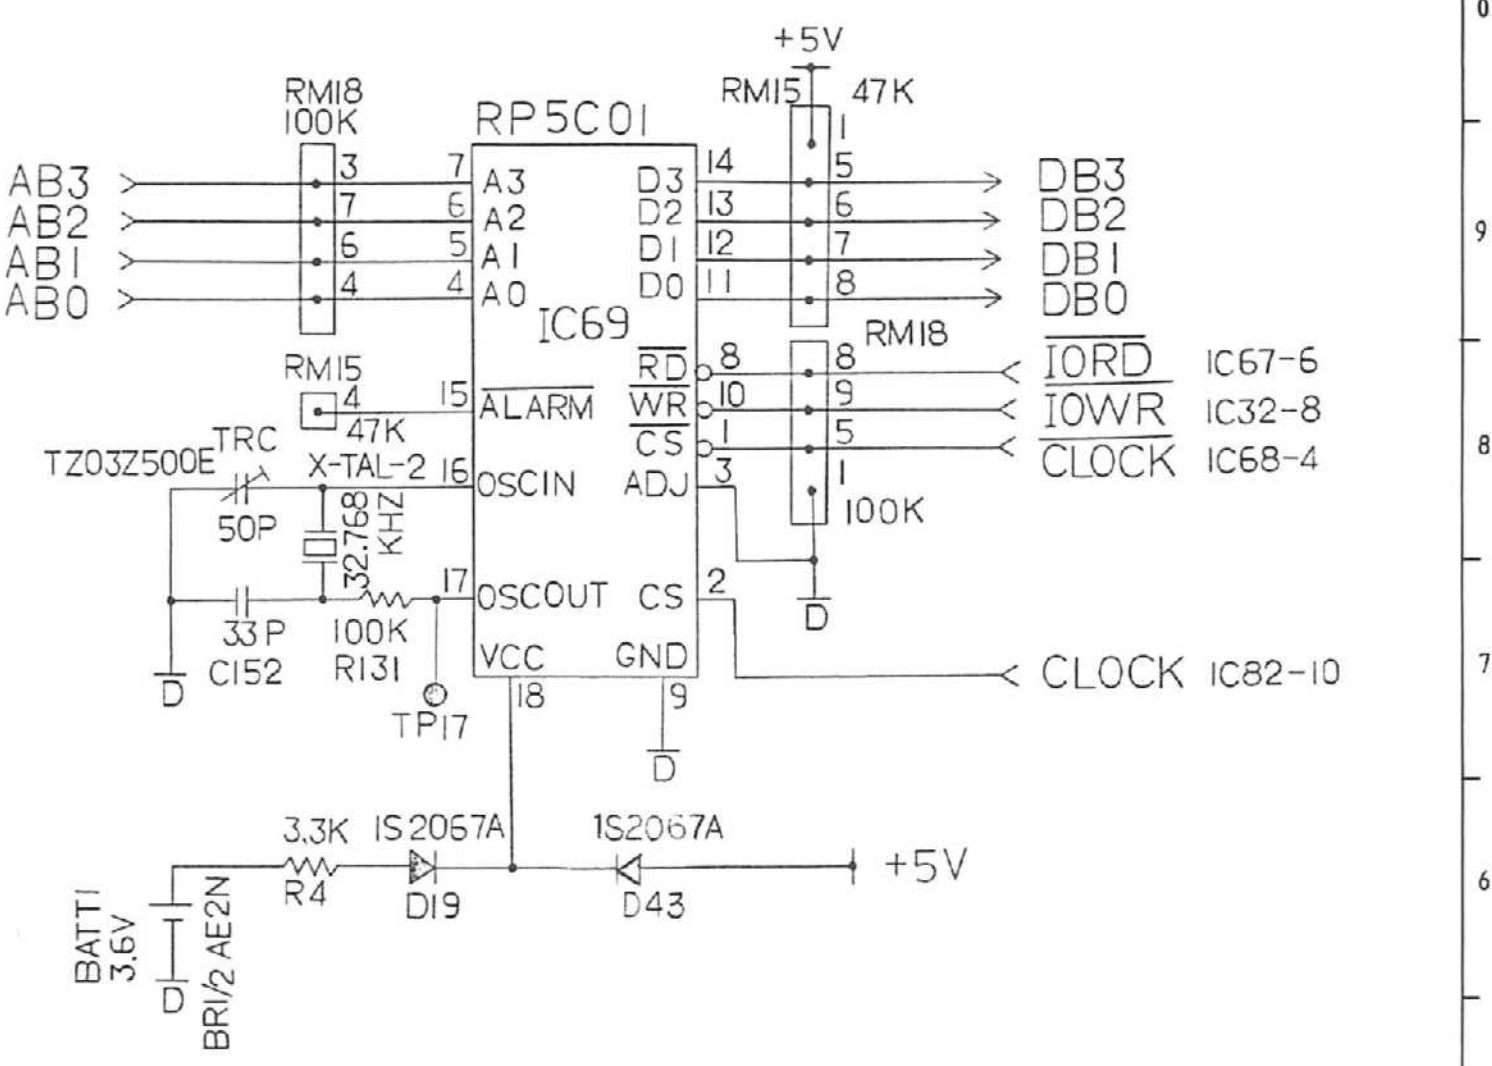 0
+5V
RM18
100K
RP5C01
RM15
47K
1
AB3
3
7
A3
D3
14
5
DB3
AB2
7
6
A2
D2
13
6
DB2
9
AB1
6
5
A1
D1
12
7
DB1
AB0
4
4
A0
D0
11
8
DB0
IC69
RM18
RM15
RD
8
8
IORD
IC67-6
4
15
ALARM
WR
10
9
IOWR
IC32-8
47K
CS
1
5
CLOCK
IC68-4
8
TRC
TZ03Z500E
X-TAL-2
16
OSCIN
ADJ
3
1
50P
32.768
KHZ
100K
17
OSCOUT
CS
2
D
33P
100K
C152
R131
VCC
GND
D
18
9
CLOCK
IC82-10
7
TP17
D
3.3K
1S2067A
1S2067A
+5V
R4
D19
D43
6
BATT1
3.6V
BR1/2 AE2N
D